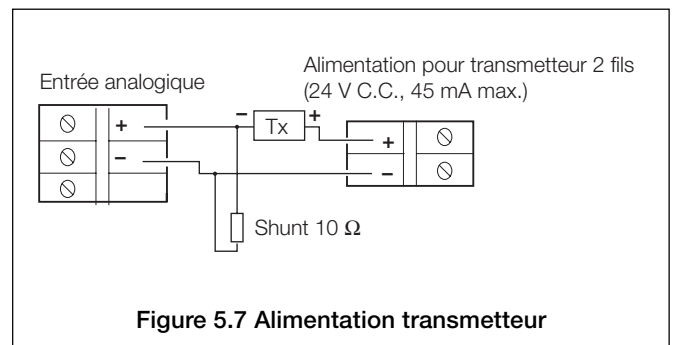 Entrée analogique
Alimentation pour transmetteur 2 fils
(24 V C.C., 45 mA max.)
+
–
– Tx +
+
–
Shunt 10 Ω
Figure 5.7 Alimentation transmetteur